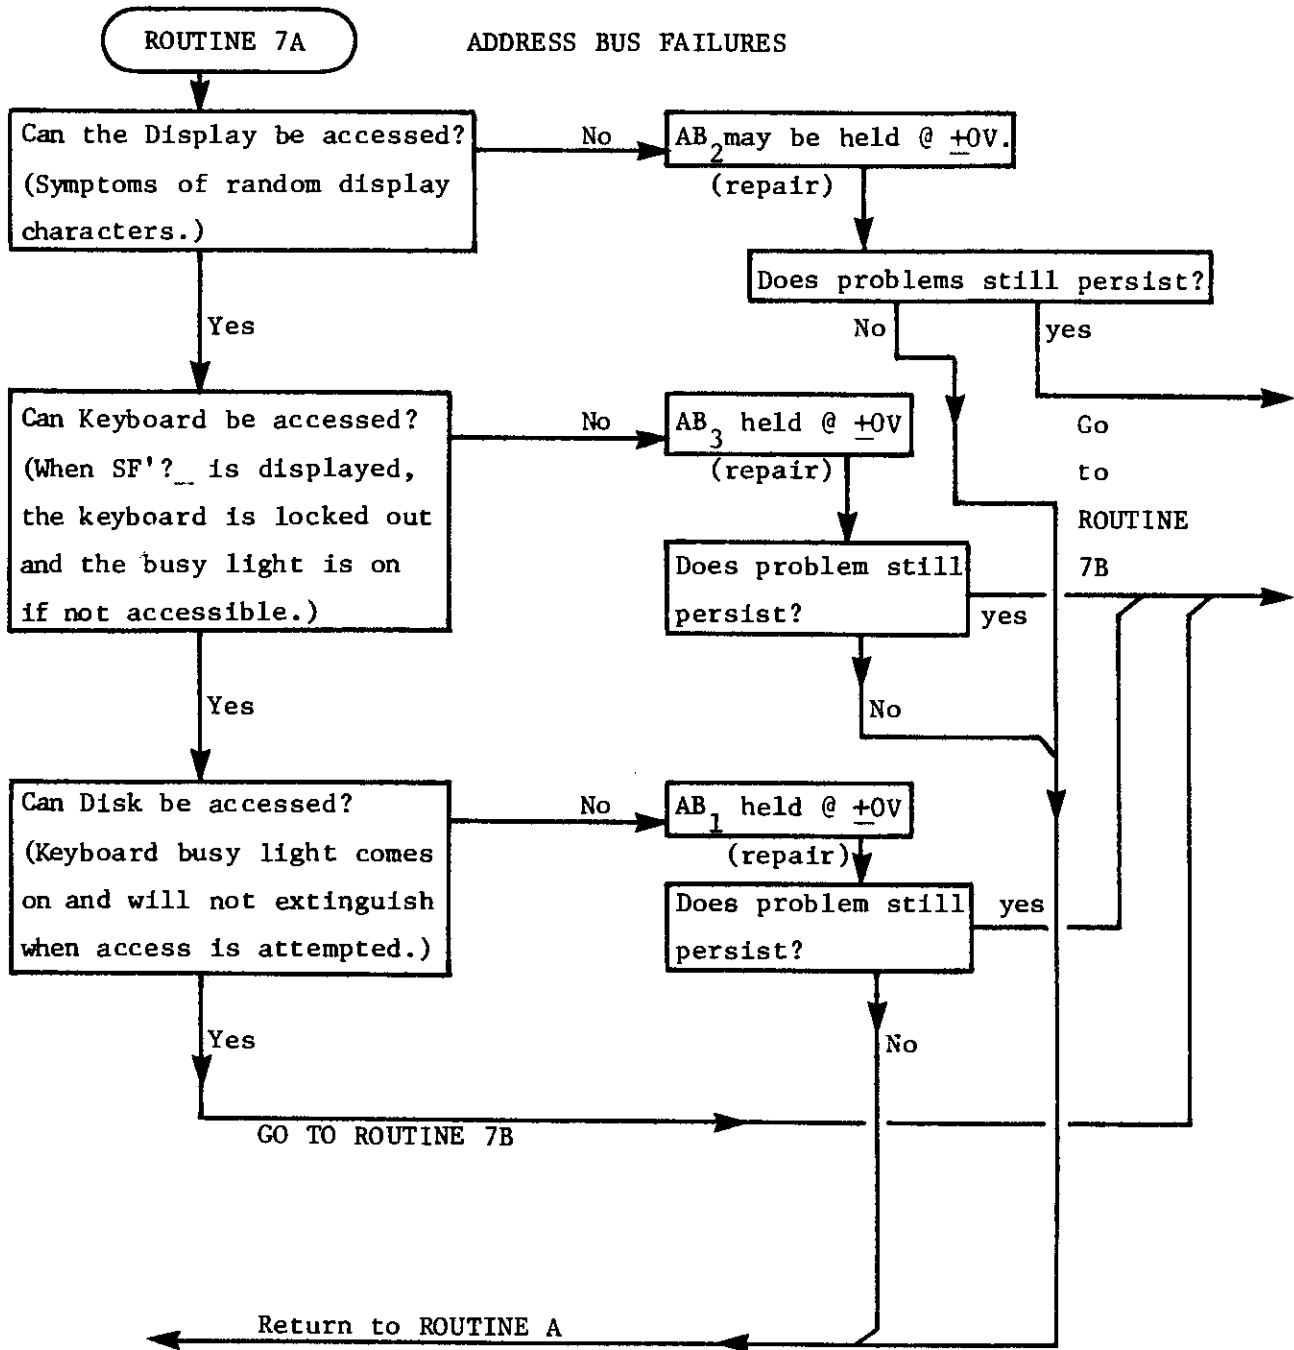 ROUTINE 7A
ADDRESS BUS FAILURES
Can the Display be accessed?
(Symptoms of random display
characters.)
No
AB2 may be held @ ±0V.
(repair)
Does problems still persist?
No
yes
Yes
Can Keyboard be accessed?
(When SF'?_ is displayed,
the keyboard is locked out
and the busy light is on
if not accessible.)
No
AB3 held @ ±0V
(repair)
Go
to
ROUTINE
7B
Does problem still
persist?
yes
No
Yes
Can Disk be accessed?
(Keyboard busy light comes
on and will not extinguish
when access is attempted.)
No
AB1 held @ ±0V
(repair)
Does problem still
persist?
yes
No
Yes
GO TO ROUTINE 7B
Return to ROUTINE A